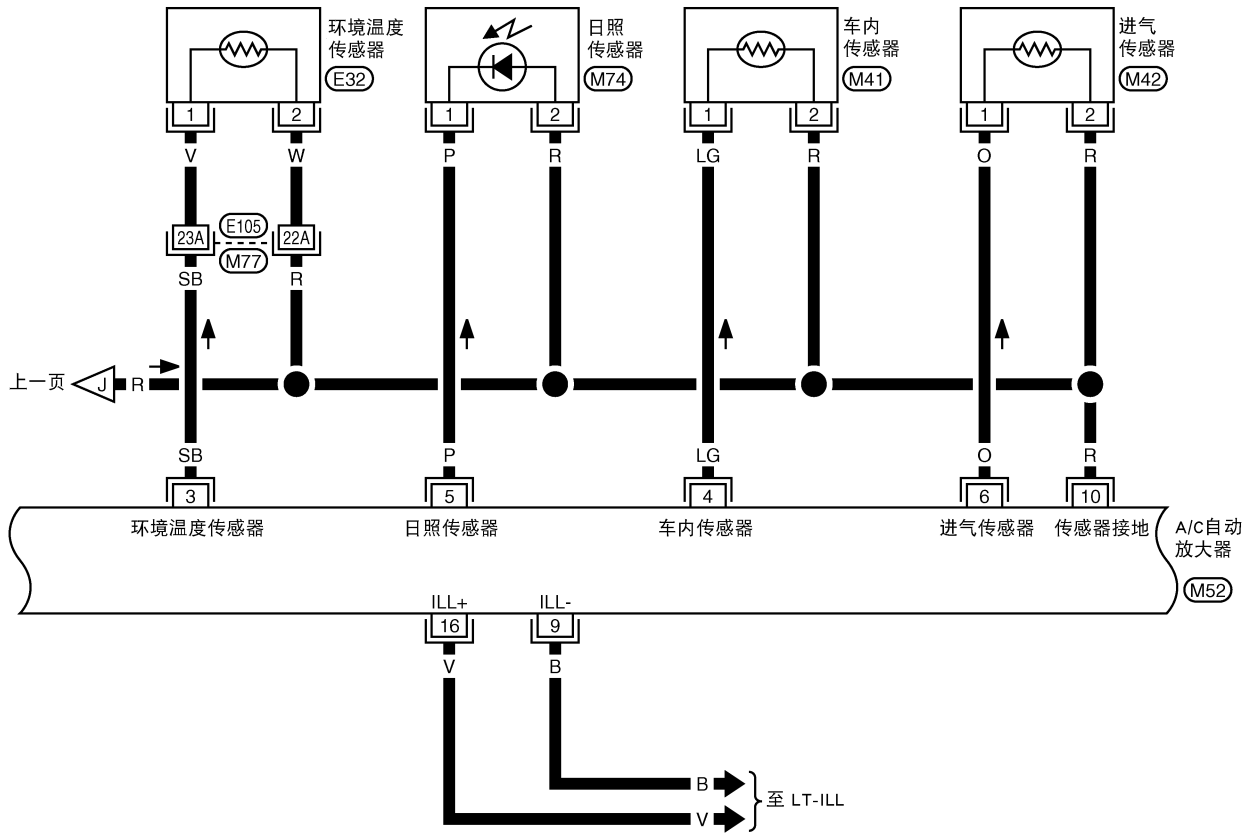 环境温度
传感器
E32
日照
传感器
M74
车内
传感器
M41
进气
传感器
M42
1 2 1 2 1 2 1 2
V W P R LG R O R
23A E105 22A
M77
SB R
上一页 J R
SB P LG O R
3 5 4 6 10
环境温度传感器 日照传感器 车内传感器 进气传感器 传感器接地
A/C自动
放大器
M52
ILL+ ILL-
16 9
V B
B
至 LT-ILL
V